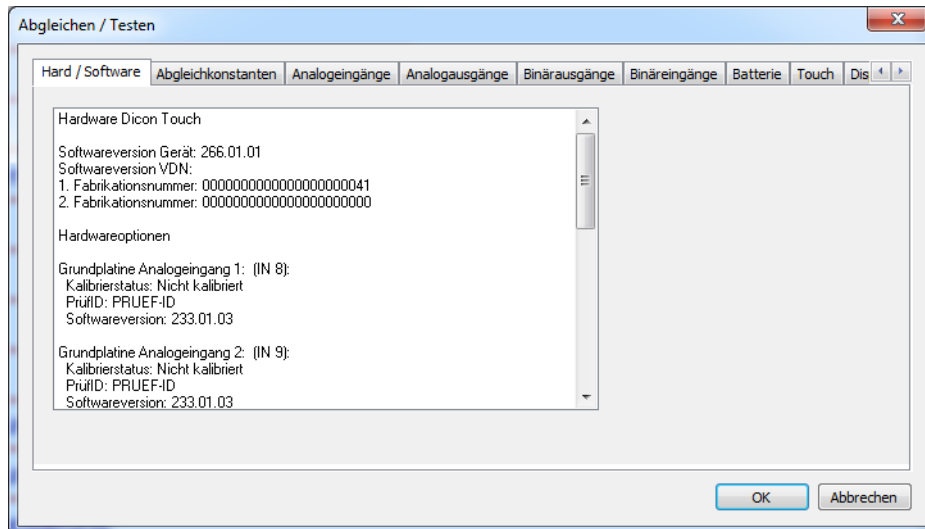 Abgleichen / Testen
Hard / Software Abgleichkonstanten Analogeingänge Analogausgänge Binärausgänge Binäreingänge Batterie Touch Dis
Hardware Dicon Touch
Softwareversion Gerät: 266.01.01
Softwareversion VDN:
1. Fabrikationsnummer: 00000000000000000041
2. Fabrikationsnummer: 00000000000000000000
Hardwareoptionen
Grundplatine Analogeingang 1: (IN 8):
Kalibrierstatus: Nicht kalibriert
PrüfID: PRUEF-ID
Softwareversion: 233.01.03
Grundplatine Analogeingang 2: (IN 9):
Kalibrierstatus: Nicht kalibriert
PrüfID: PRUEF-ID
Softwareversion: 233.01.03
OK Abbrechen